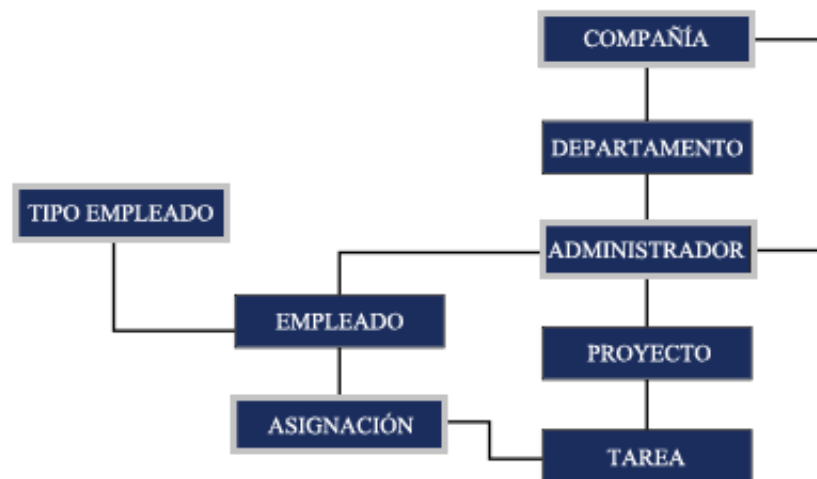 COMPAÑÍA
DEPARTAMENTO
TIPO EMPLEADO
ADMINISTRADOR
EMPLEADO
PROYECTO
ASIGNACIÓN
TAREA